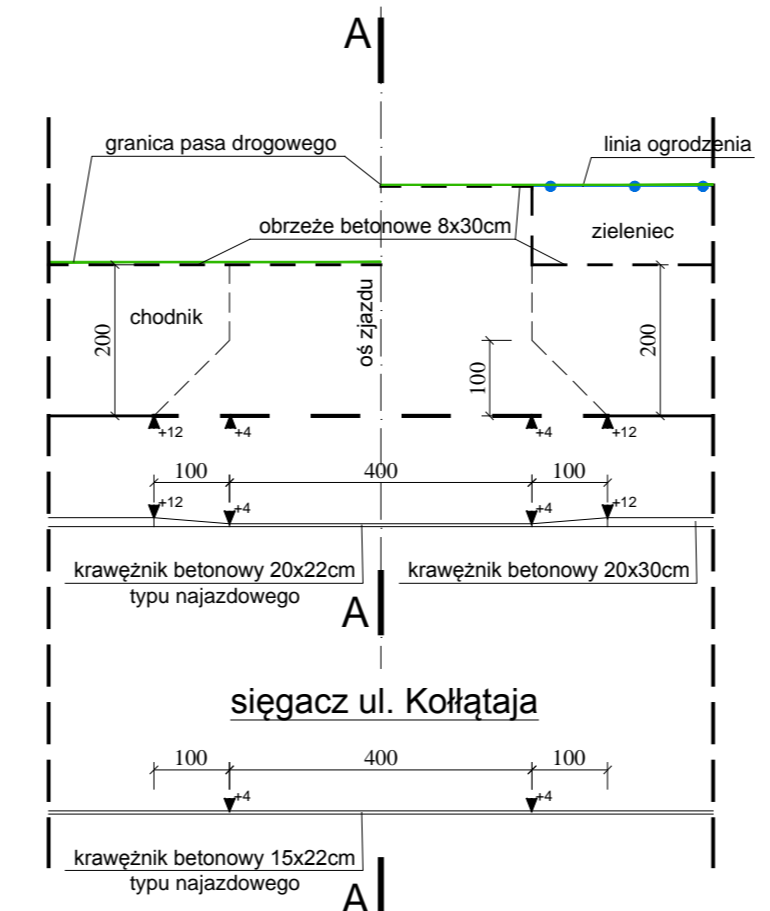 A
granica pasa drogowego
linia ogrodzenia
obrzeże betonowe 8x30cm
zieleniec
chodnik
oś zjazdu
200
100
200
+12
+4
+4
+12
100
400
100
+12
+4
+4
+12
krawężnik betonowy 20x22cm
typu najazdowego
krawężnik betonowy 20x30cm
A
sięgacz ul. Kołłątaja
100
400
100
+4
+4
krawężnik betonowy 15x22cm
typu najazdowego
A